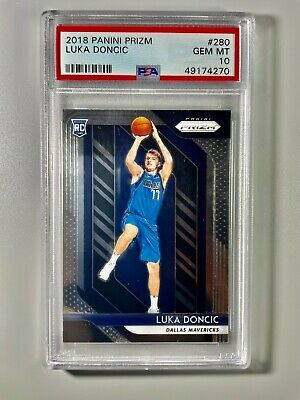 2018 PANINI PRIZM #280
LUKA DONCIC GEM MT
10
PSA 49174270
RC
PANINI
PRIZM
77
LUKA DONCIC
DALLAS MAVERICKS